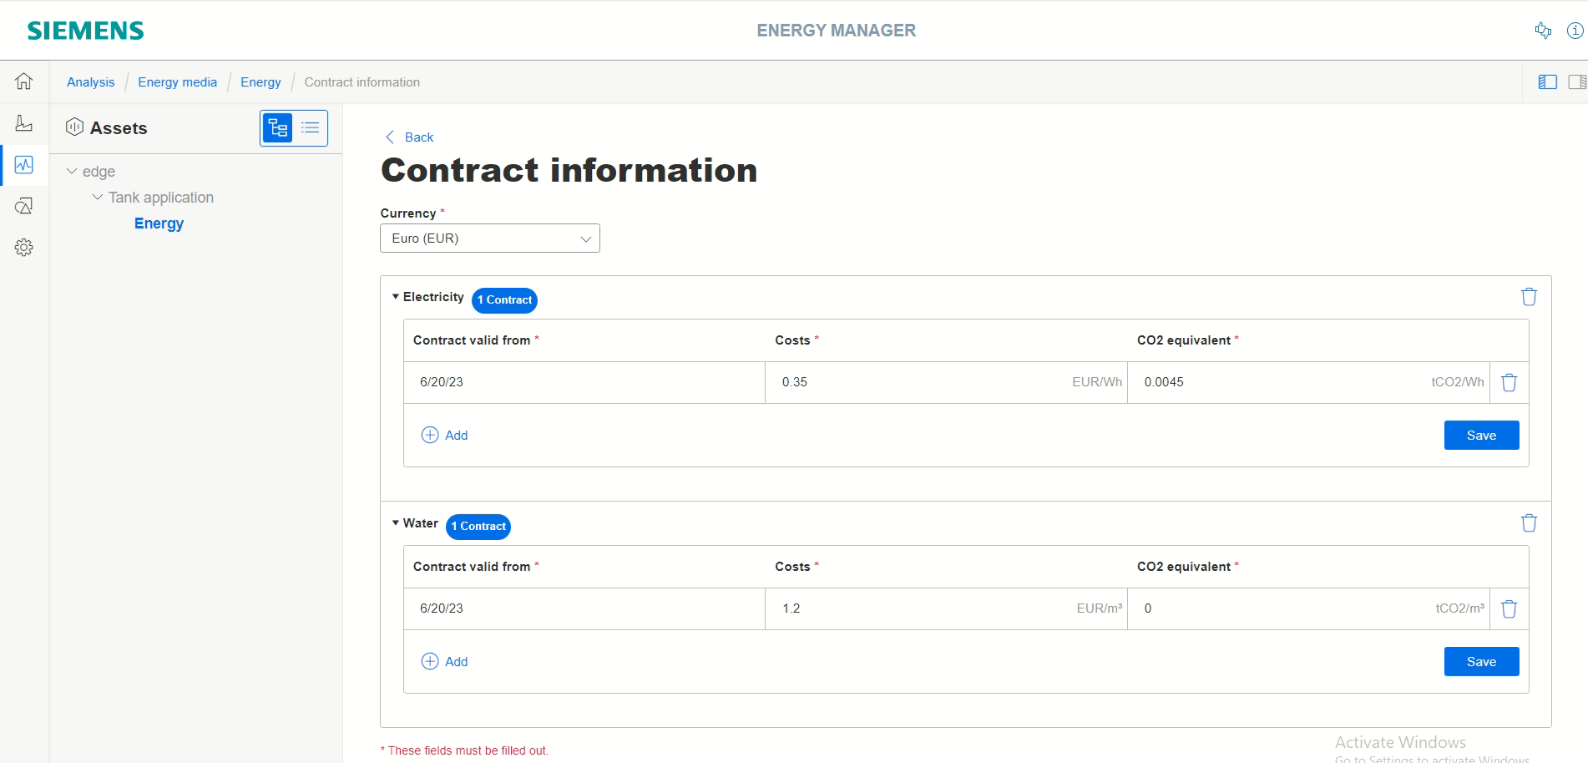 SIEMENS
ENERGY MANAGER
Analysis / Energy media / Energy / Contract information
Assets
edge
Tank application
Energy
Back
Contract information
Currency *
Euro (EUR)
Electricity 1 Contract
Contract valid from * Costs * CO2 equivalent *
6/20/23 0.35 EUR/Wh 0.0045 tCO2/Wh
Add Save
Water 1 Contract
Contract valid from * Costs * CO2 equivalent *
6/20/23 1.2 EUR/m³ 0 tCO2/m³
Add Save
* These fields must be filled out.
Activate Windows
Go to Settings to activate Windows.